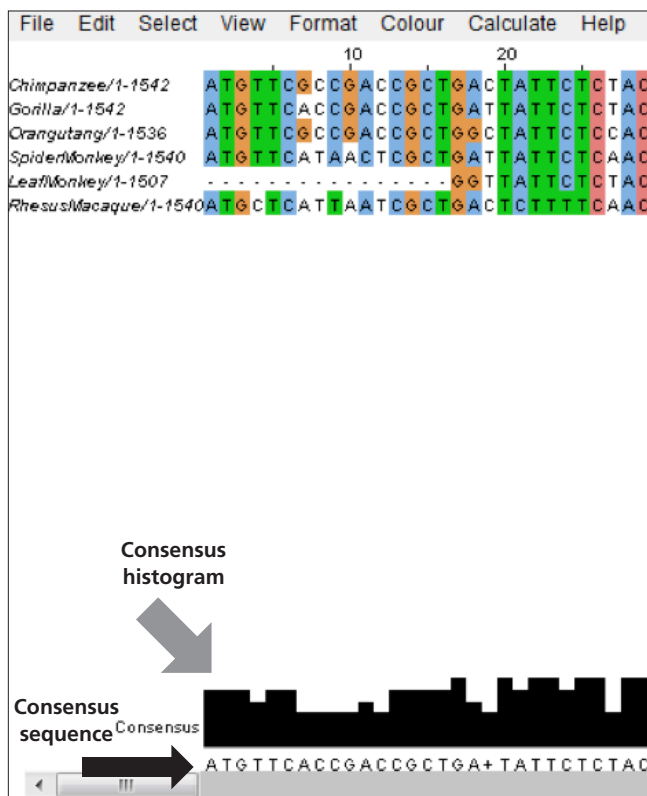 File Edit Select View Format Colour Calculate Help
10 20
Chimpanzee/1-1542 ATGTTCGCCGACCGCTGACTATTCTCTAC
Gorilla/1-1542 ATGTTCACCGACCGCTGATTATTCTCTAC
Orangutang/1-1536 ATGTTCGCCGACCGCTGGCTATTCTCCAC
SpiderMonkey/1-1540 ATGTTCATAACTCGCTGATTATTCTCAAC
LeafMonkey/1-1507 ----------------GGTTATTCTCTAC
RhesusMacaque/1-1540 ATGCTCATTAATCGCTGACTCTTTTCAAC
Consensus
histogram
Consensus
sequence
Consensus
ATGTTCACCGACCGCTGA+TATTCTCTAC